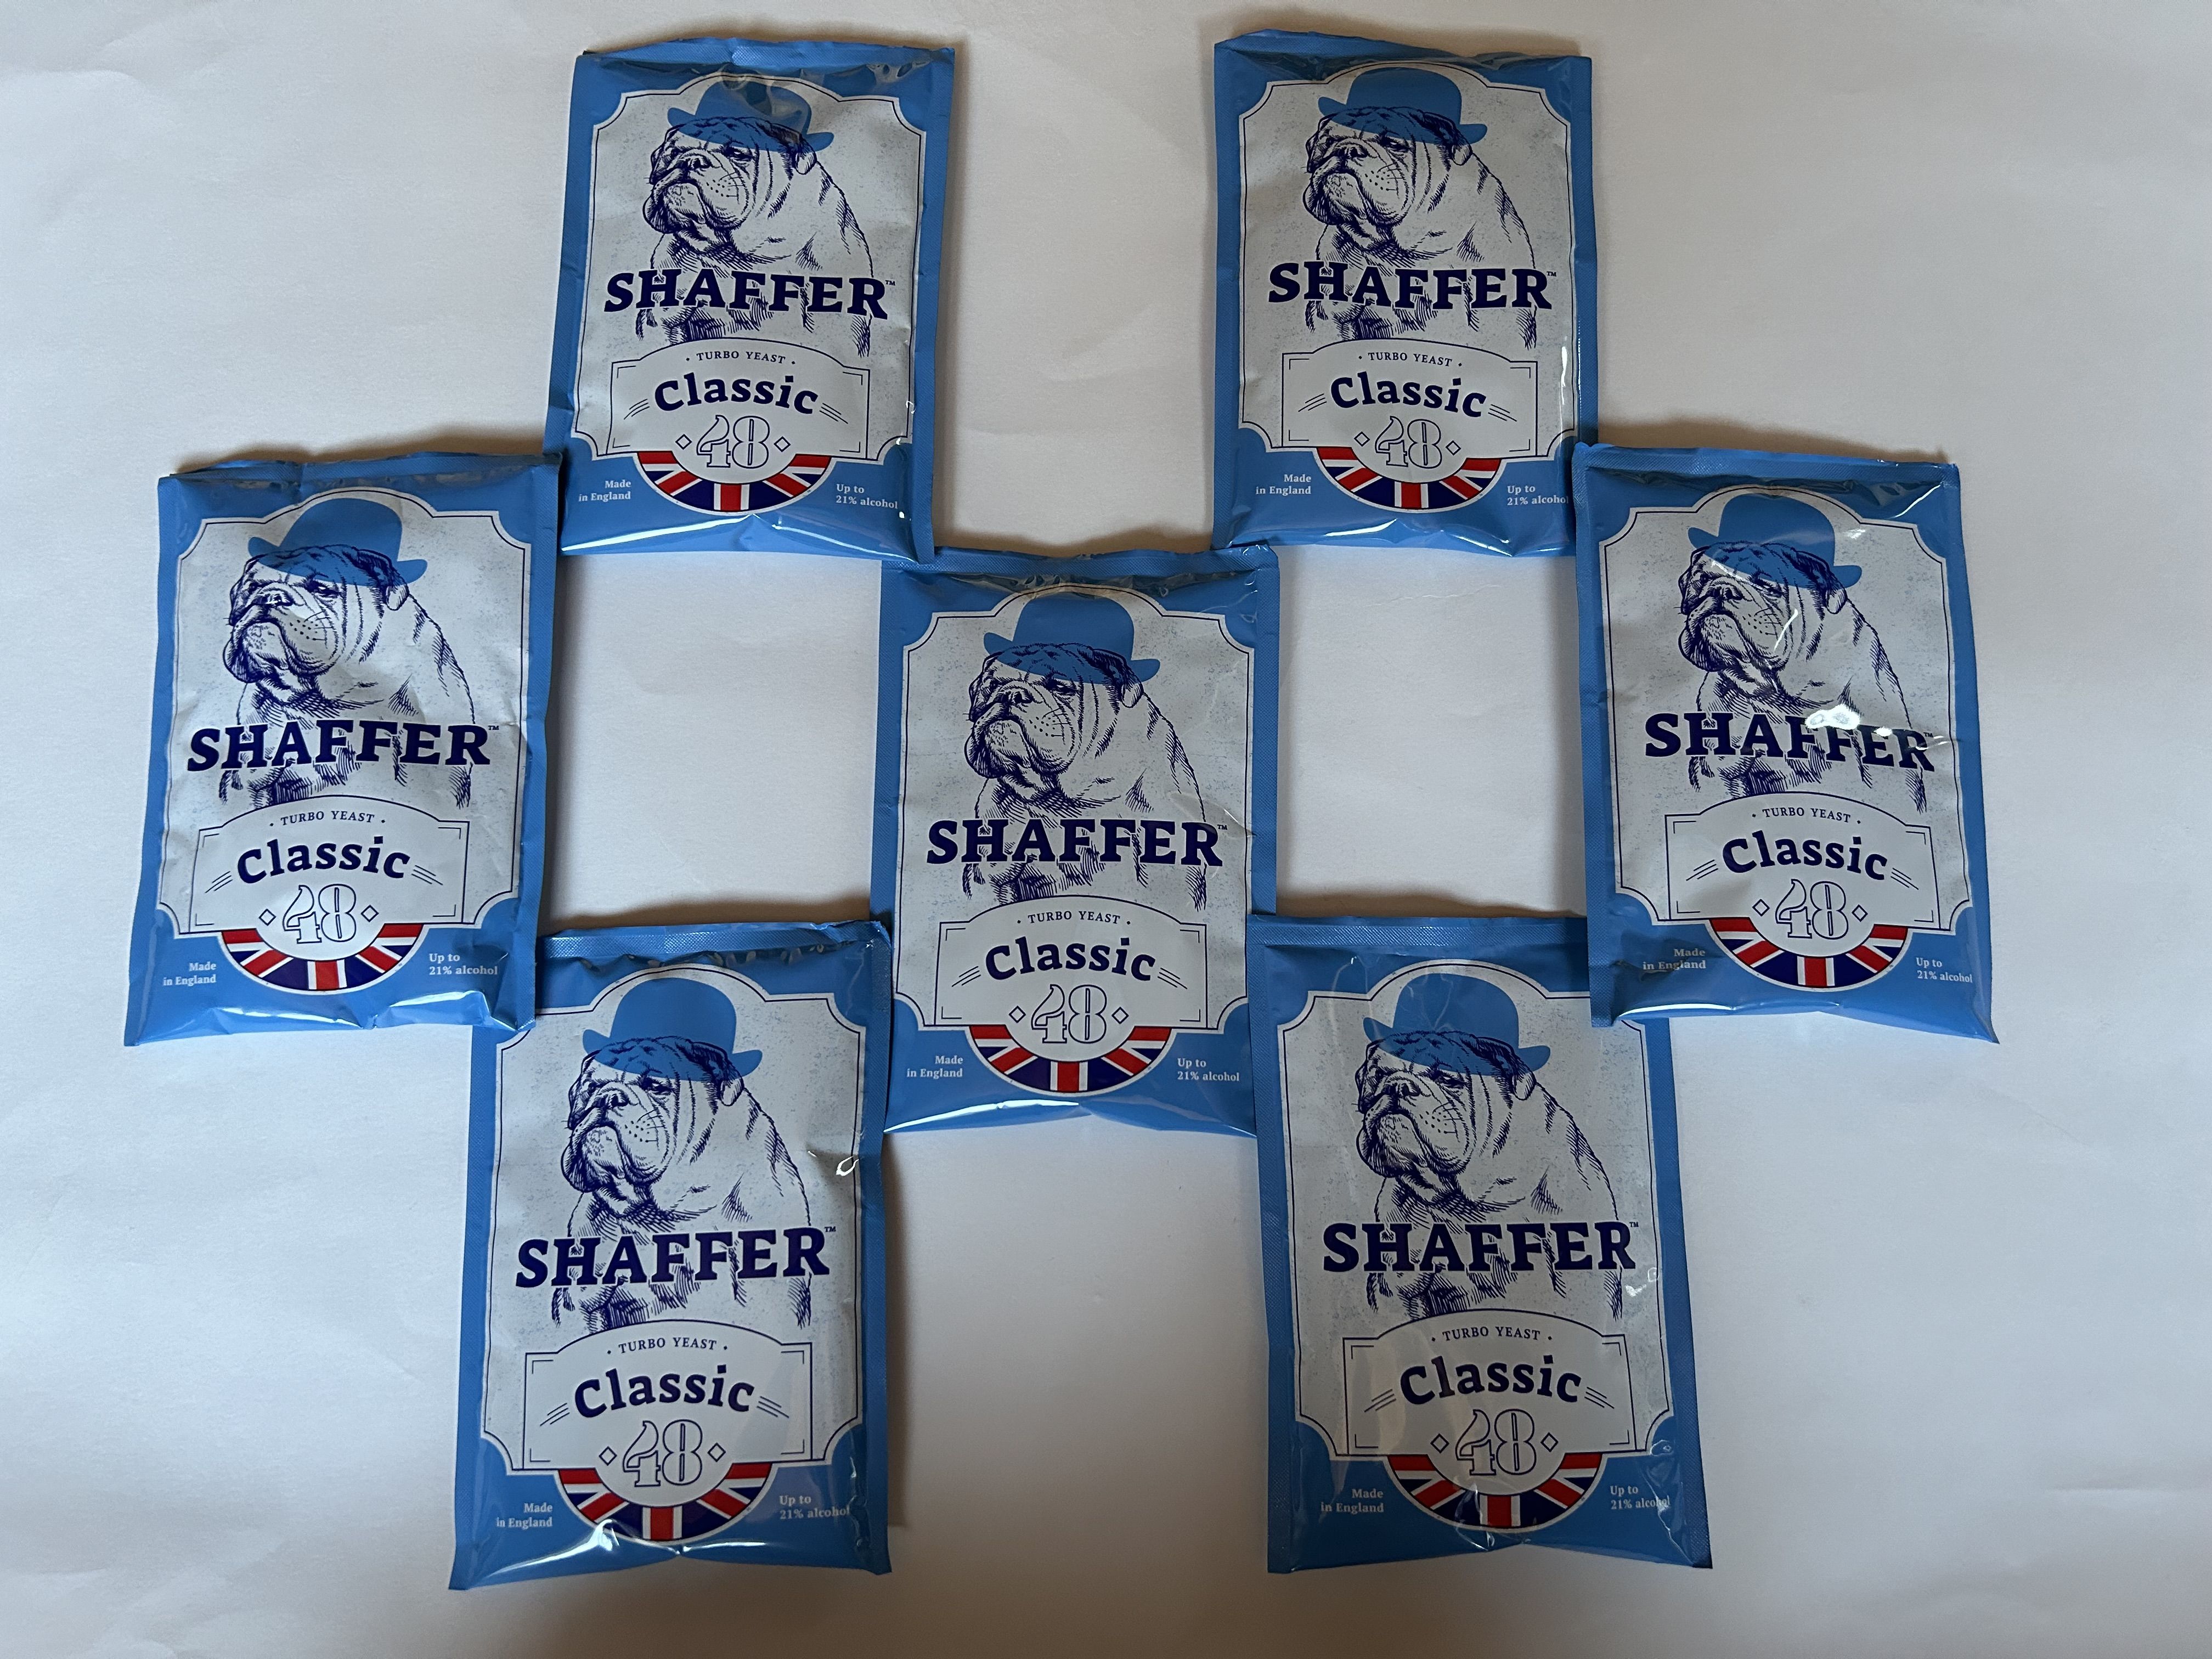 SHAFFER™
· TURBO YEAST ·
Classic
48
Made
in England
Up to
21% alcohol
SHAFFER™
· TURBO YEAST ·
Classic
48
Made
in England
Up to
21% alcohol
SHAFFER™
· TURBO YEAST ·
Classic
48
Made
in England
Up to
21% alcohol
SHAFFER™
· TURBO YEAST ·
Classic
48
Made
in England
Up to
21% alcohol
SHAFFER™
· TURBO YEAST ·
Classic
48
Made
in England
Up to
21% alcohol
SHAFFER™
· TURBO YEAST ·
Classic
48
Made
in England
Up to
21% alcohol
SHAFFER™
· TURBO YEAST ·
Classic
48
Made
in England
Up to
21% alcohol